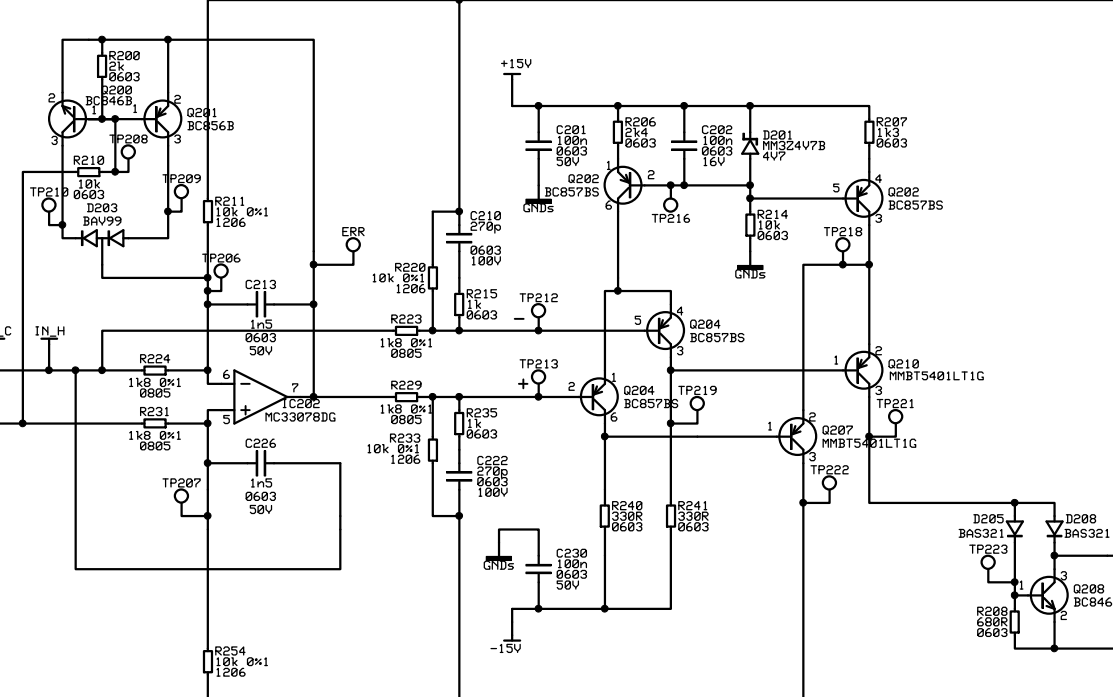 R200
2k
0603
Q200
BC846B
2
1
3
1
2
3
Q201
BC856B
TP208
R210
10k
0603
TP209
TP210
D203
BAV99
R211
10k 0%1
1206
TP206
ERR
C213
1n5
0603
50V
_C
IN_H
R224
1k8 0%1
0805
R231
1k8 0%1
0805
6
5
7
IC202
MC33078DG
C226
1n5
0603
50V
TP207
R254
10k 0%1
1206
C210
270p
0603
100V
R220
10k 0%1
1206
R215
1k
0603
R223
1k8 0%1
0805
TP212
−
TP213
+
R229
1k8 0%1
0805
R235
1k
0603
R233
10k 0%1
1206
C222
270p
0603
100V
+15V
C201
100n
0603
50V
GNDs
R206
2k4
0603
C202
100n
0603
16V
D201
MM3Z4V7B
4V7
R207
1k3
0603
Q202
BC857BS
1
2
6
TP216
R214
10k
0603
GNDs
5
4
3
Q202
BC857BS
TP218
5
4
3
Q204
BC857BS
2
1
6
Q204
BC857BS
TP219
1
2
3
Q210
MMBT5401LT1G
TP221
1
2
3
Q207
MMBT5401LT1G
TP222
R240
330R
0603
R241
330R
0603
GNDs
C230
100n
0603
50V
-15V
D205
BAS321
D208
BAS321
TP223
1
3
2
Q208
BC846
R208
680R
0603